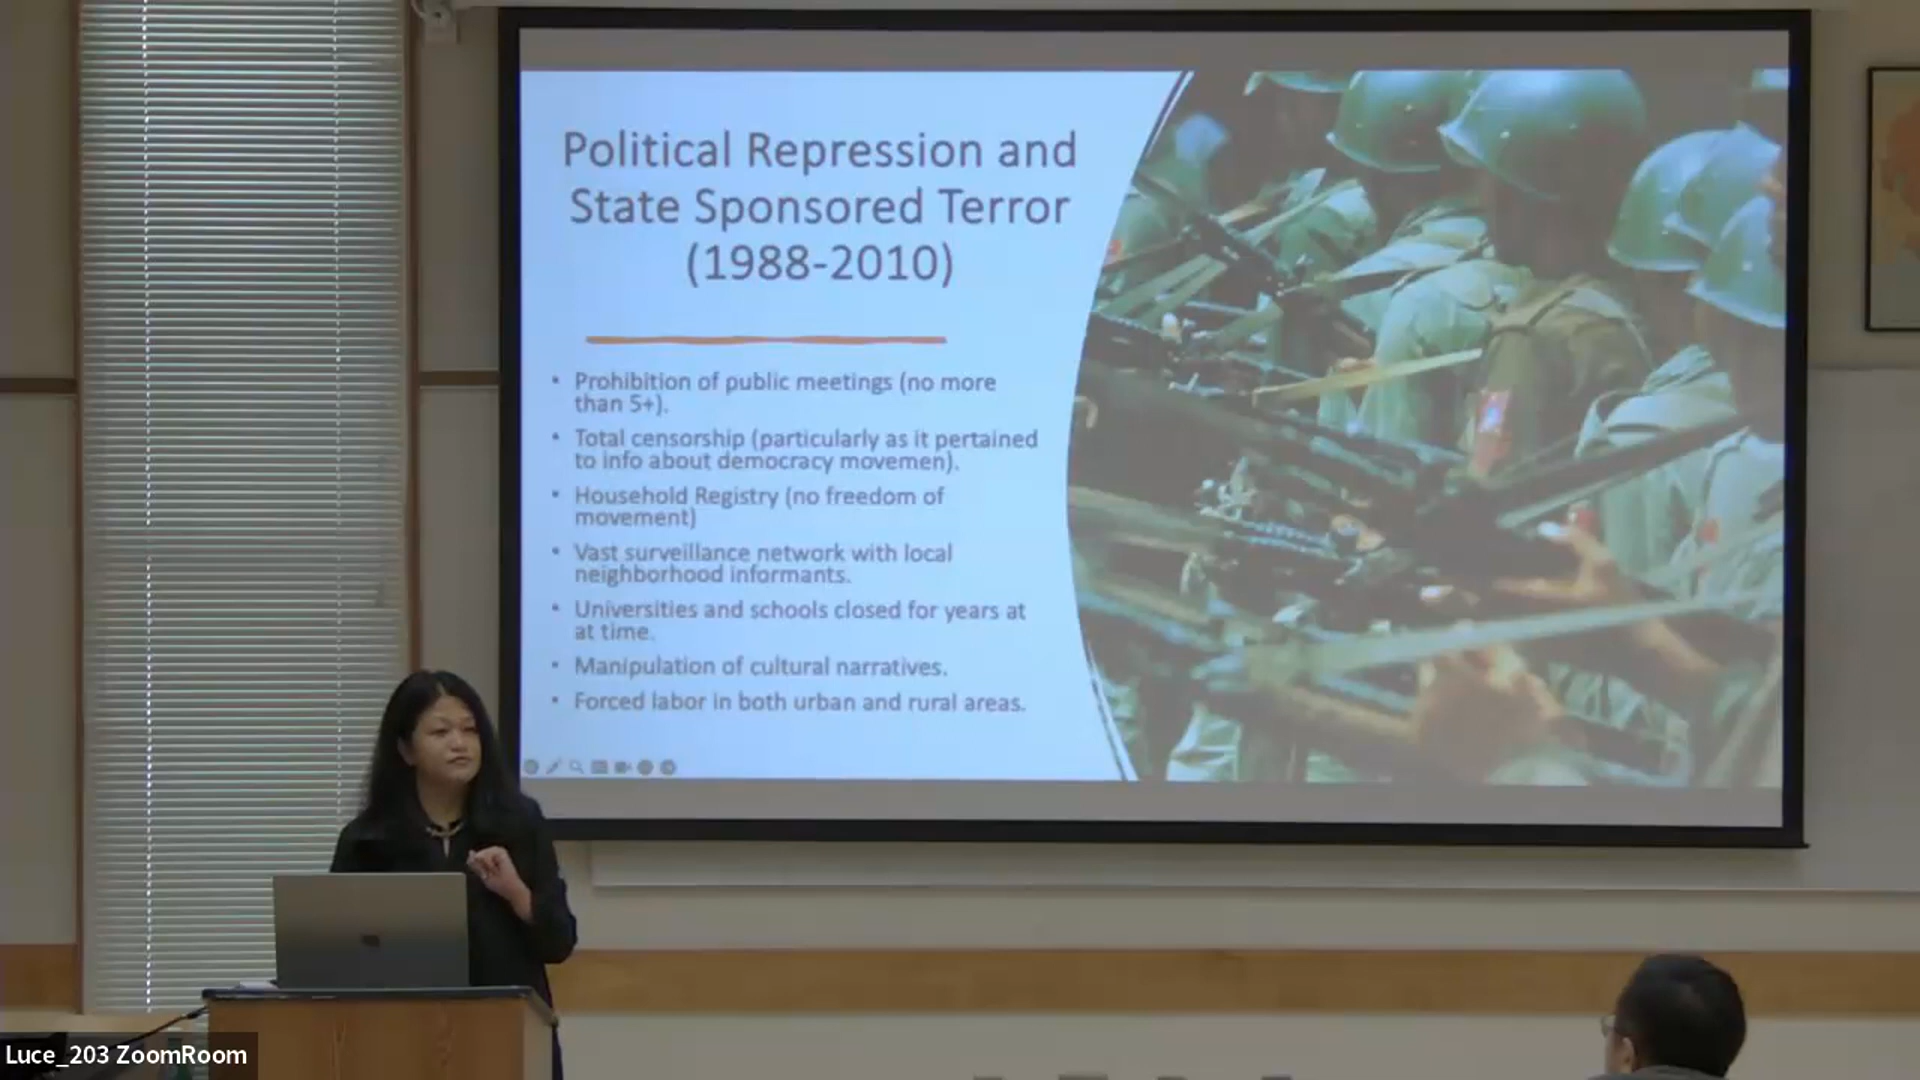 Political Repression and
State Sponsored Terror
(1988-2010)
• Prohibition of public meetings (no more
than 5+).
• Total censorship (particularly as it pertained
to info about democracy movemen).
• Household Registry (no freedom of
movement)
• Vast surveillance network with local
neighborhood informants.
• Universities and schools closed for years at
at time.
• Manipulation of cultural narratives.
• Forced labor in both urban and rural areas.
Luce_203 ZoomRoom